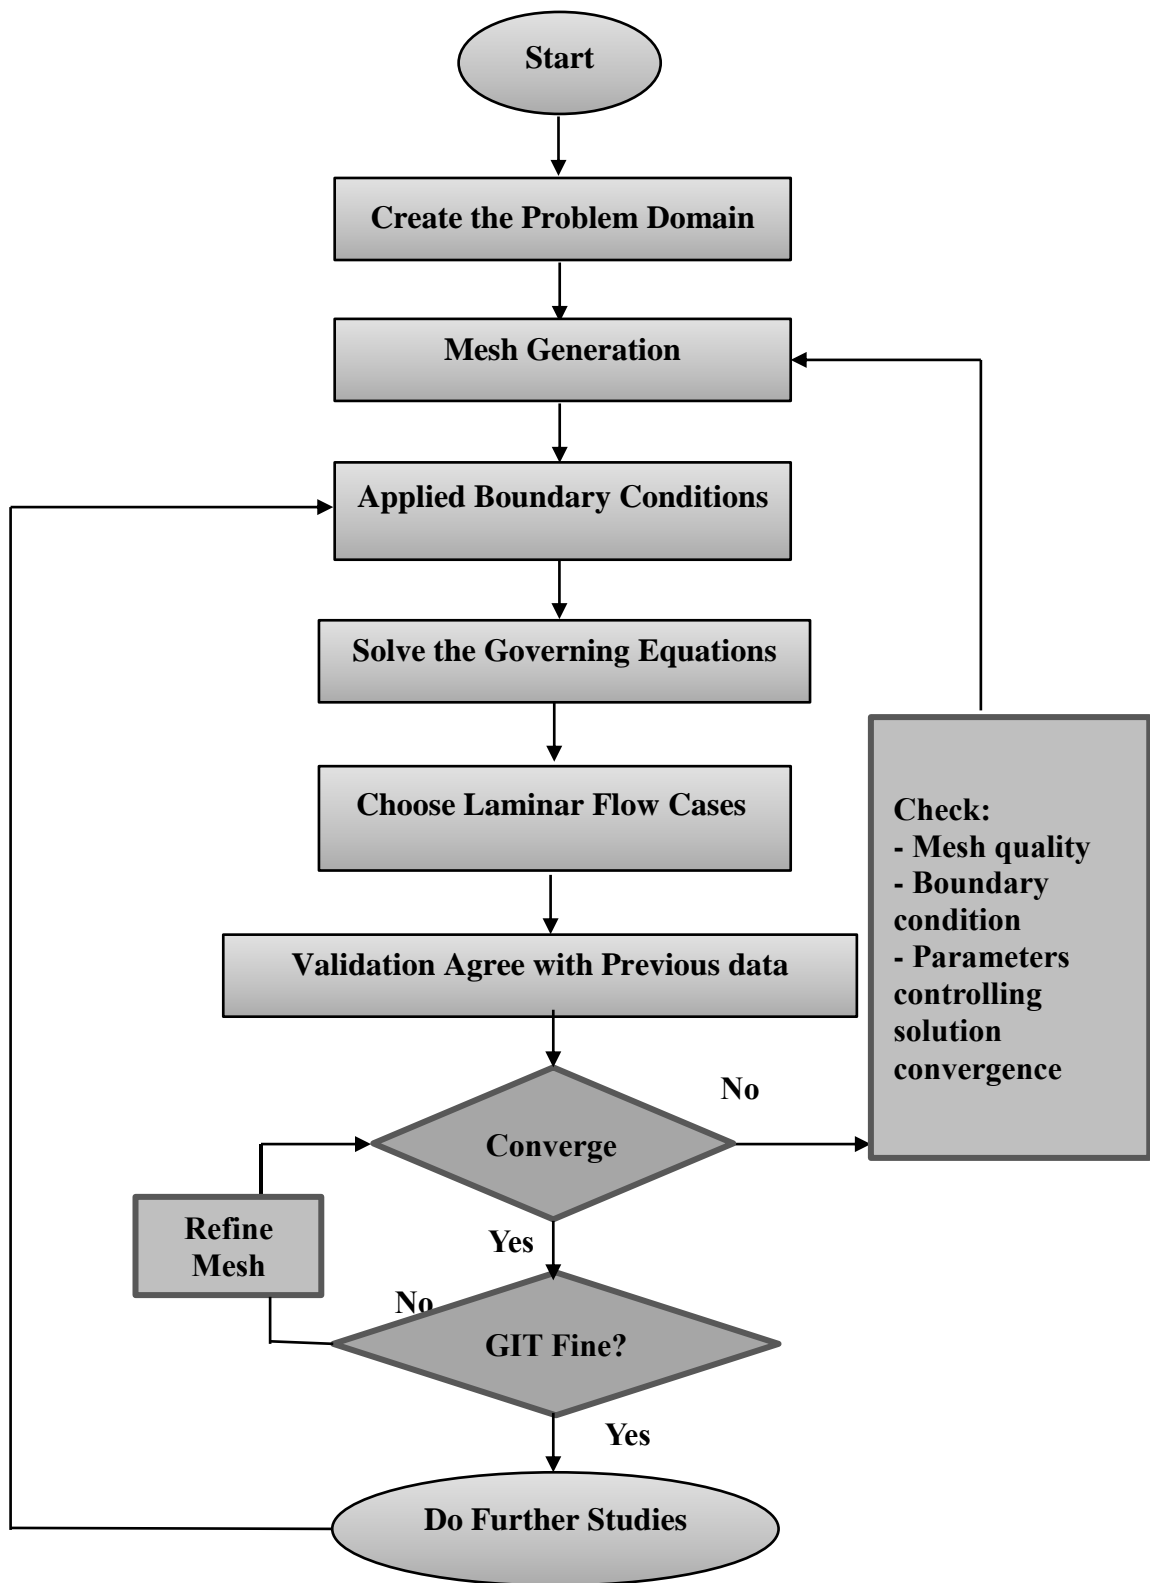 Start
Create the Problem Domain
Mesh Generation
Applied Boundary Conditions
Solve the Governing Equations
Choose Laminar Flow Cases
Validation Agree with Previous data
Check:
- Mesh quality
- Boundary
condition
- Parameters
controlling
solution
convergence
No
Converge
Refine
Mesh
Yes
No
GIT Fine?
Yes
Do Further Studies